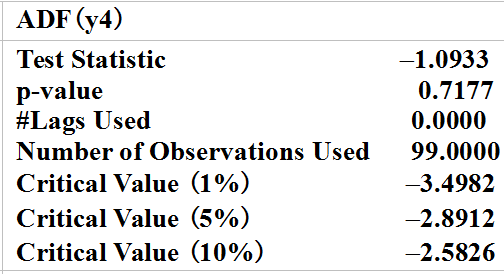 ADF (y4)
Test Statistic –1.0933
p-value 0.7177
#Lags Used 0.0000
Number of Observations Used 99.0000
Critical Value (1%) –3.4982
Critical Value (5%) –2.8912
Critical Value (10%) –2.5826